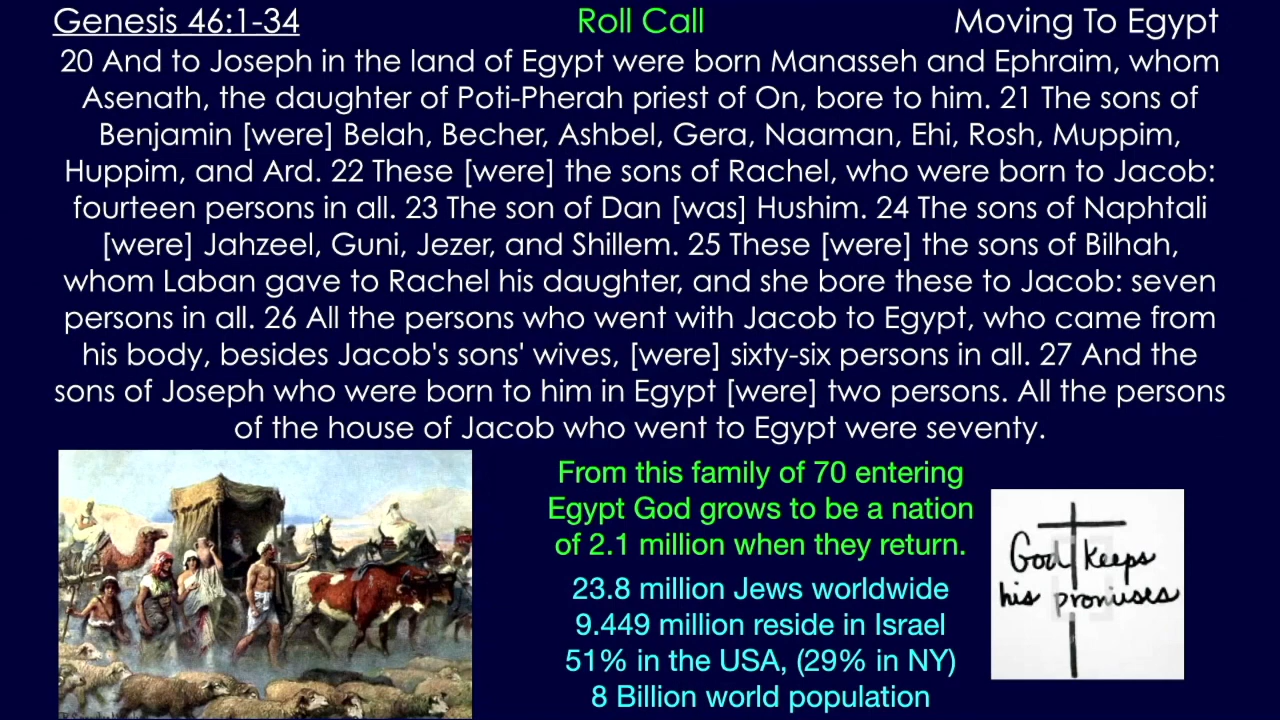 Genesis 46:1-34
Roll Call
Moving To Egypt
20 And to Joseph in the land of Egypt were born Manasseh and Ephraim, whom
Asenath, the daughter of Poti-Pherah priest of On, bore to him. 21 The sons of
Benjamin [were] Belah, Becher, Ashbel, Gera, Naaman, Ehi, Rosh, Muppim,
Huppim, and Ard. 22 These [were] the sons of Rachel, who were born to Jacob:
fourteen persons in all. 23 The son of Dan [was] Hushim. 24 The sons of Naphtali
[were] Jahzeel, Guni, Jezer, and Shillem. 25 These [were] the sons of Bilhah,
whom Laban gave to Rachel his daughter, and she bore these to Jacob: seven
persons in all. 26 All the persons who went with Jacob to Egypt, who came from
his body, besides Jacob's sons' wives, [were] sixty-six persons in all. 27 And the
sons of Joseph who were born to him in Egypt [were] two persons. All the persons
of the house of Jacob who went to Egypt were seventy.
From this family of 70 entering
Egypt God grows to be a nation
of 2.1 million when they return.
23.8 million Jews worldwide
9.449 million reside in Israel
51% in the USA, (29% in NY)
8 Billion world population
God keeps
his promises